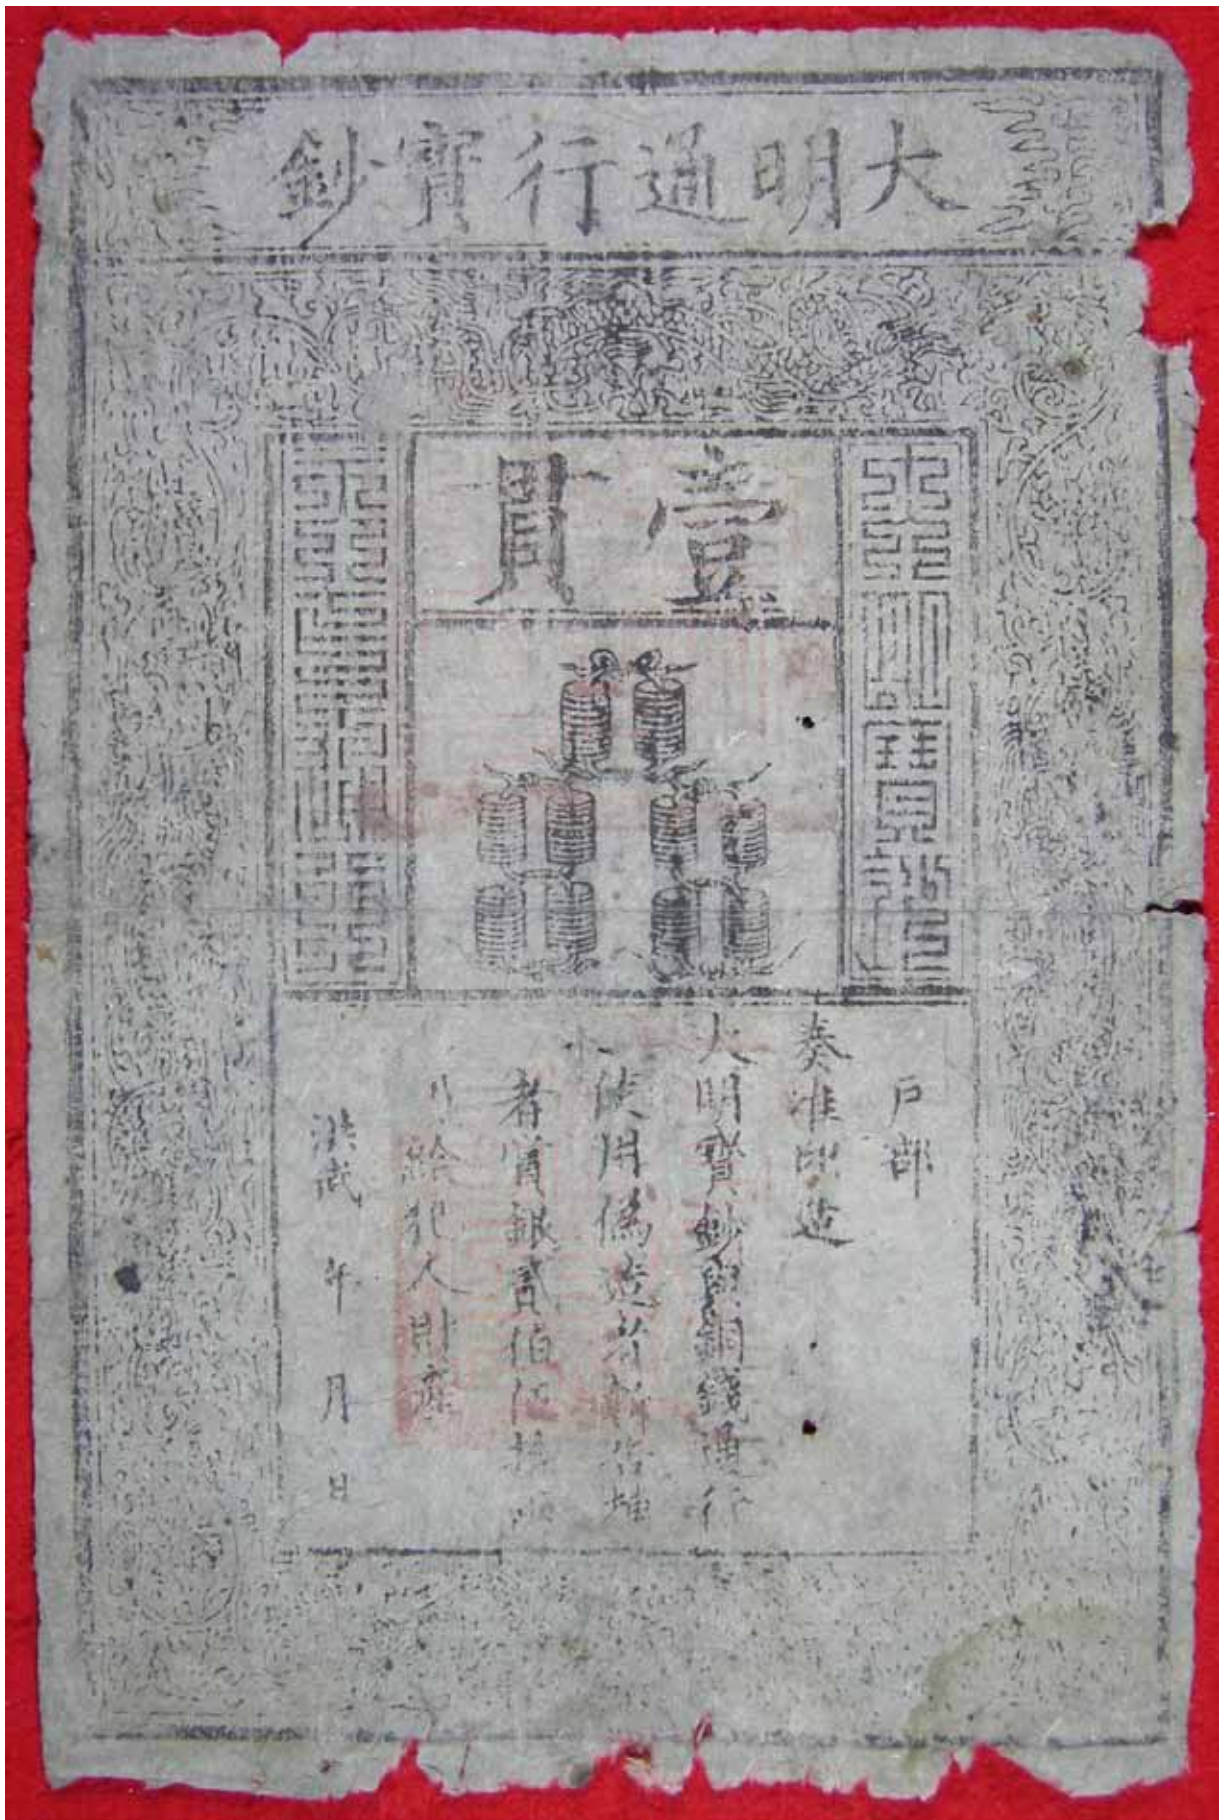 大明通行寶鈔
壹貫
大明寶鈔
天下通行
户部
奏准印造
大明寶鈔與銅錢通行
使用偽造者斬告捕
者賞銀貳伯伍拾兩
給犯人財產
洪武 年 月 日